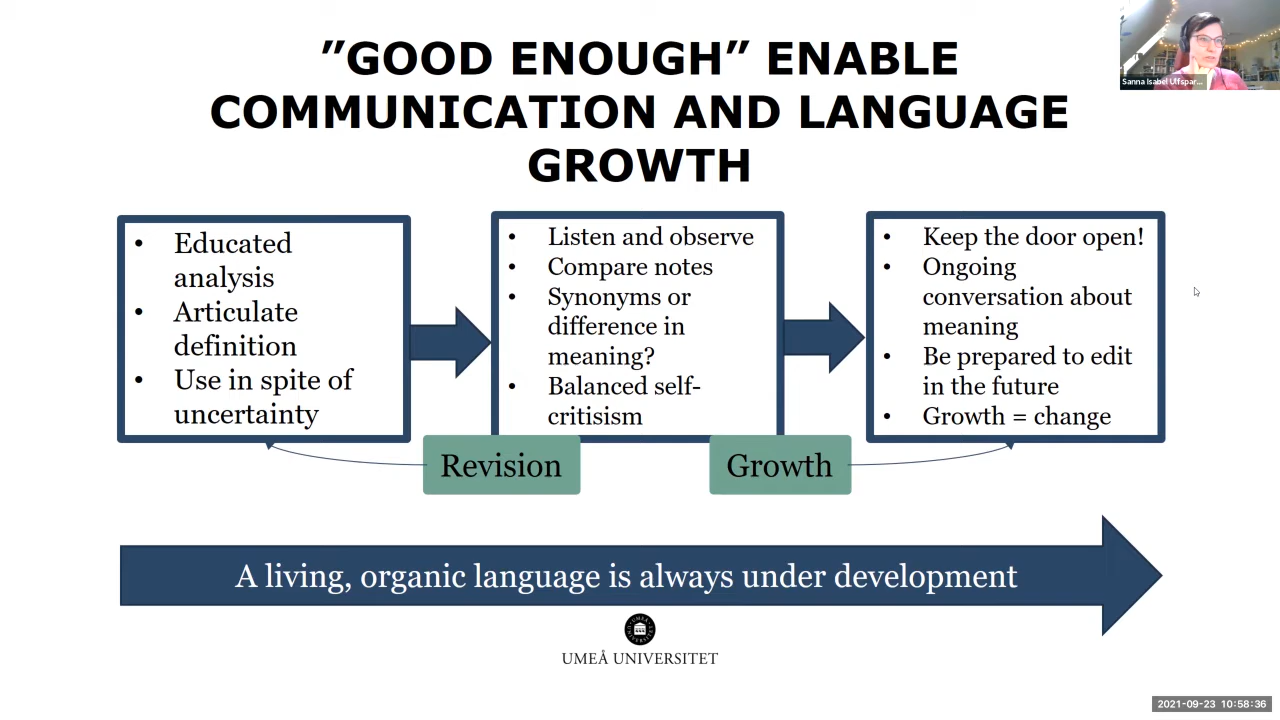 ”GOOD ENOUGH” ENABLE
COMMUNICATION AND LANGUAGE
GROWTH
Sanna Isabel Ulfspar...
• Educated
analysis
• Articulate
definition
• Use in spite of
uncertainty
• Listen and observe
• Compare notes
• Synonyms or
difference in
meaning?
• Balanced self-
critisism
• Keep the door open!
• Ongoing
conversation about
meaning
• Be prepared to edit
in the future
• Growth = change
Revision
Growth
A living, organic language is always under development
UMEÅ UNIVERSITET
2021-09-23 10:58:36